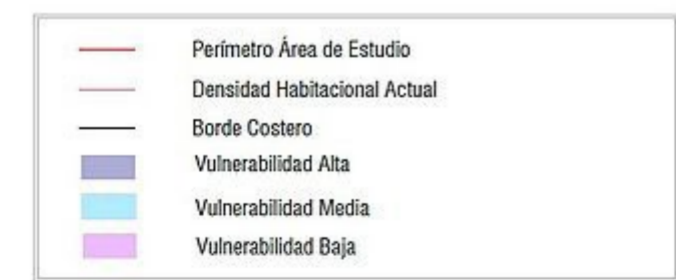 Perímetro Área de Estudio
Densidad Habitacional Actual
Borde Costero
Vulnerabilidad Alta
Vulnerabilidad Media
Vulnerabilidad Baja